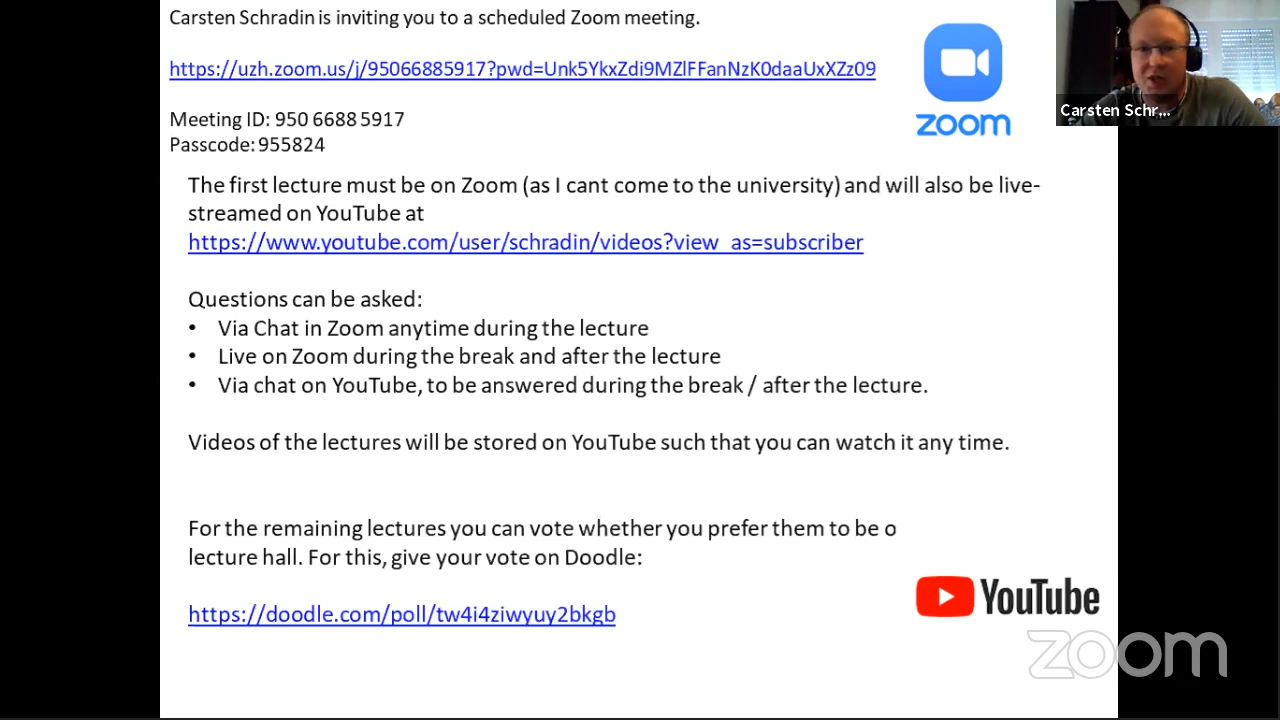 Carsten Schradin is inviting you to a scheduled Zoom meeting.
https://uzh.zoom.us/j/95066885917?pwd=Unk5YkxZdi9MZlFFanNzK0daaUxXZz09
zoom
Carsten Schr...
Meeting ID: 950 6688 5917
Passcode: 955824
The first lecture must be on Zoom (as I cant come to the university) and will also be live-
streamed on YouTube at
https://www.youtube.com/user/schradin/videos?view_as=subscriber
Questions can be asked:
• Via Chat in Zoom anytime during the lecture
• Live on Zoom during the break and after the lecture
• Via chat on YouTube, to be answered during the break / after the lecture.
Videos of the lectures will be stored on YouTube such that you can watch it any time.
For the remaining lectures you can vote whether you prefer them to be o
lecture hall. For this, give your vote on Doodle:
https://doodle.com/poll/tw4i4ziwyuy2bkgb
YouTube
zoom